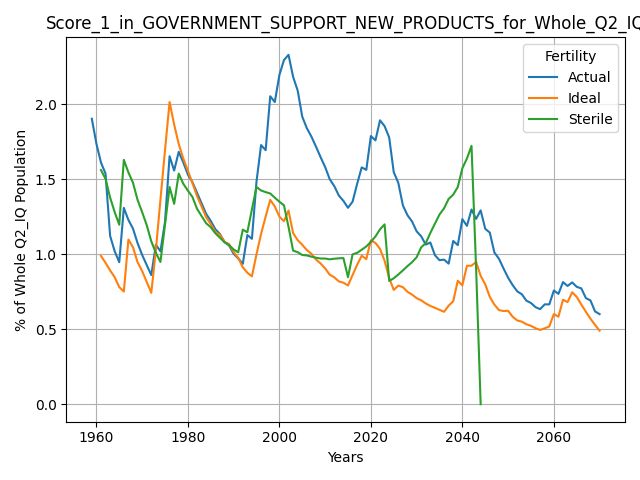 Score_1_in_GOVERNMENT_SUPPORT_NEW_PRODUCTS_for_Whole_Q2_IQ
Fertility
Actual
Ideal
Sterile
% of Whole Q2_IQ Population
2.0
1.5
1.0
0.5
0.0
1960 1980 2000 2020 2040 2060
Years